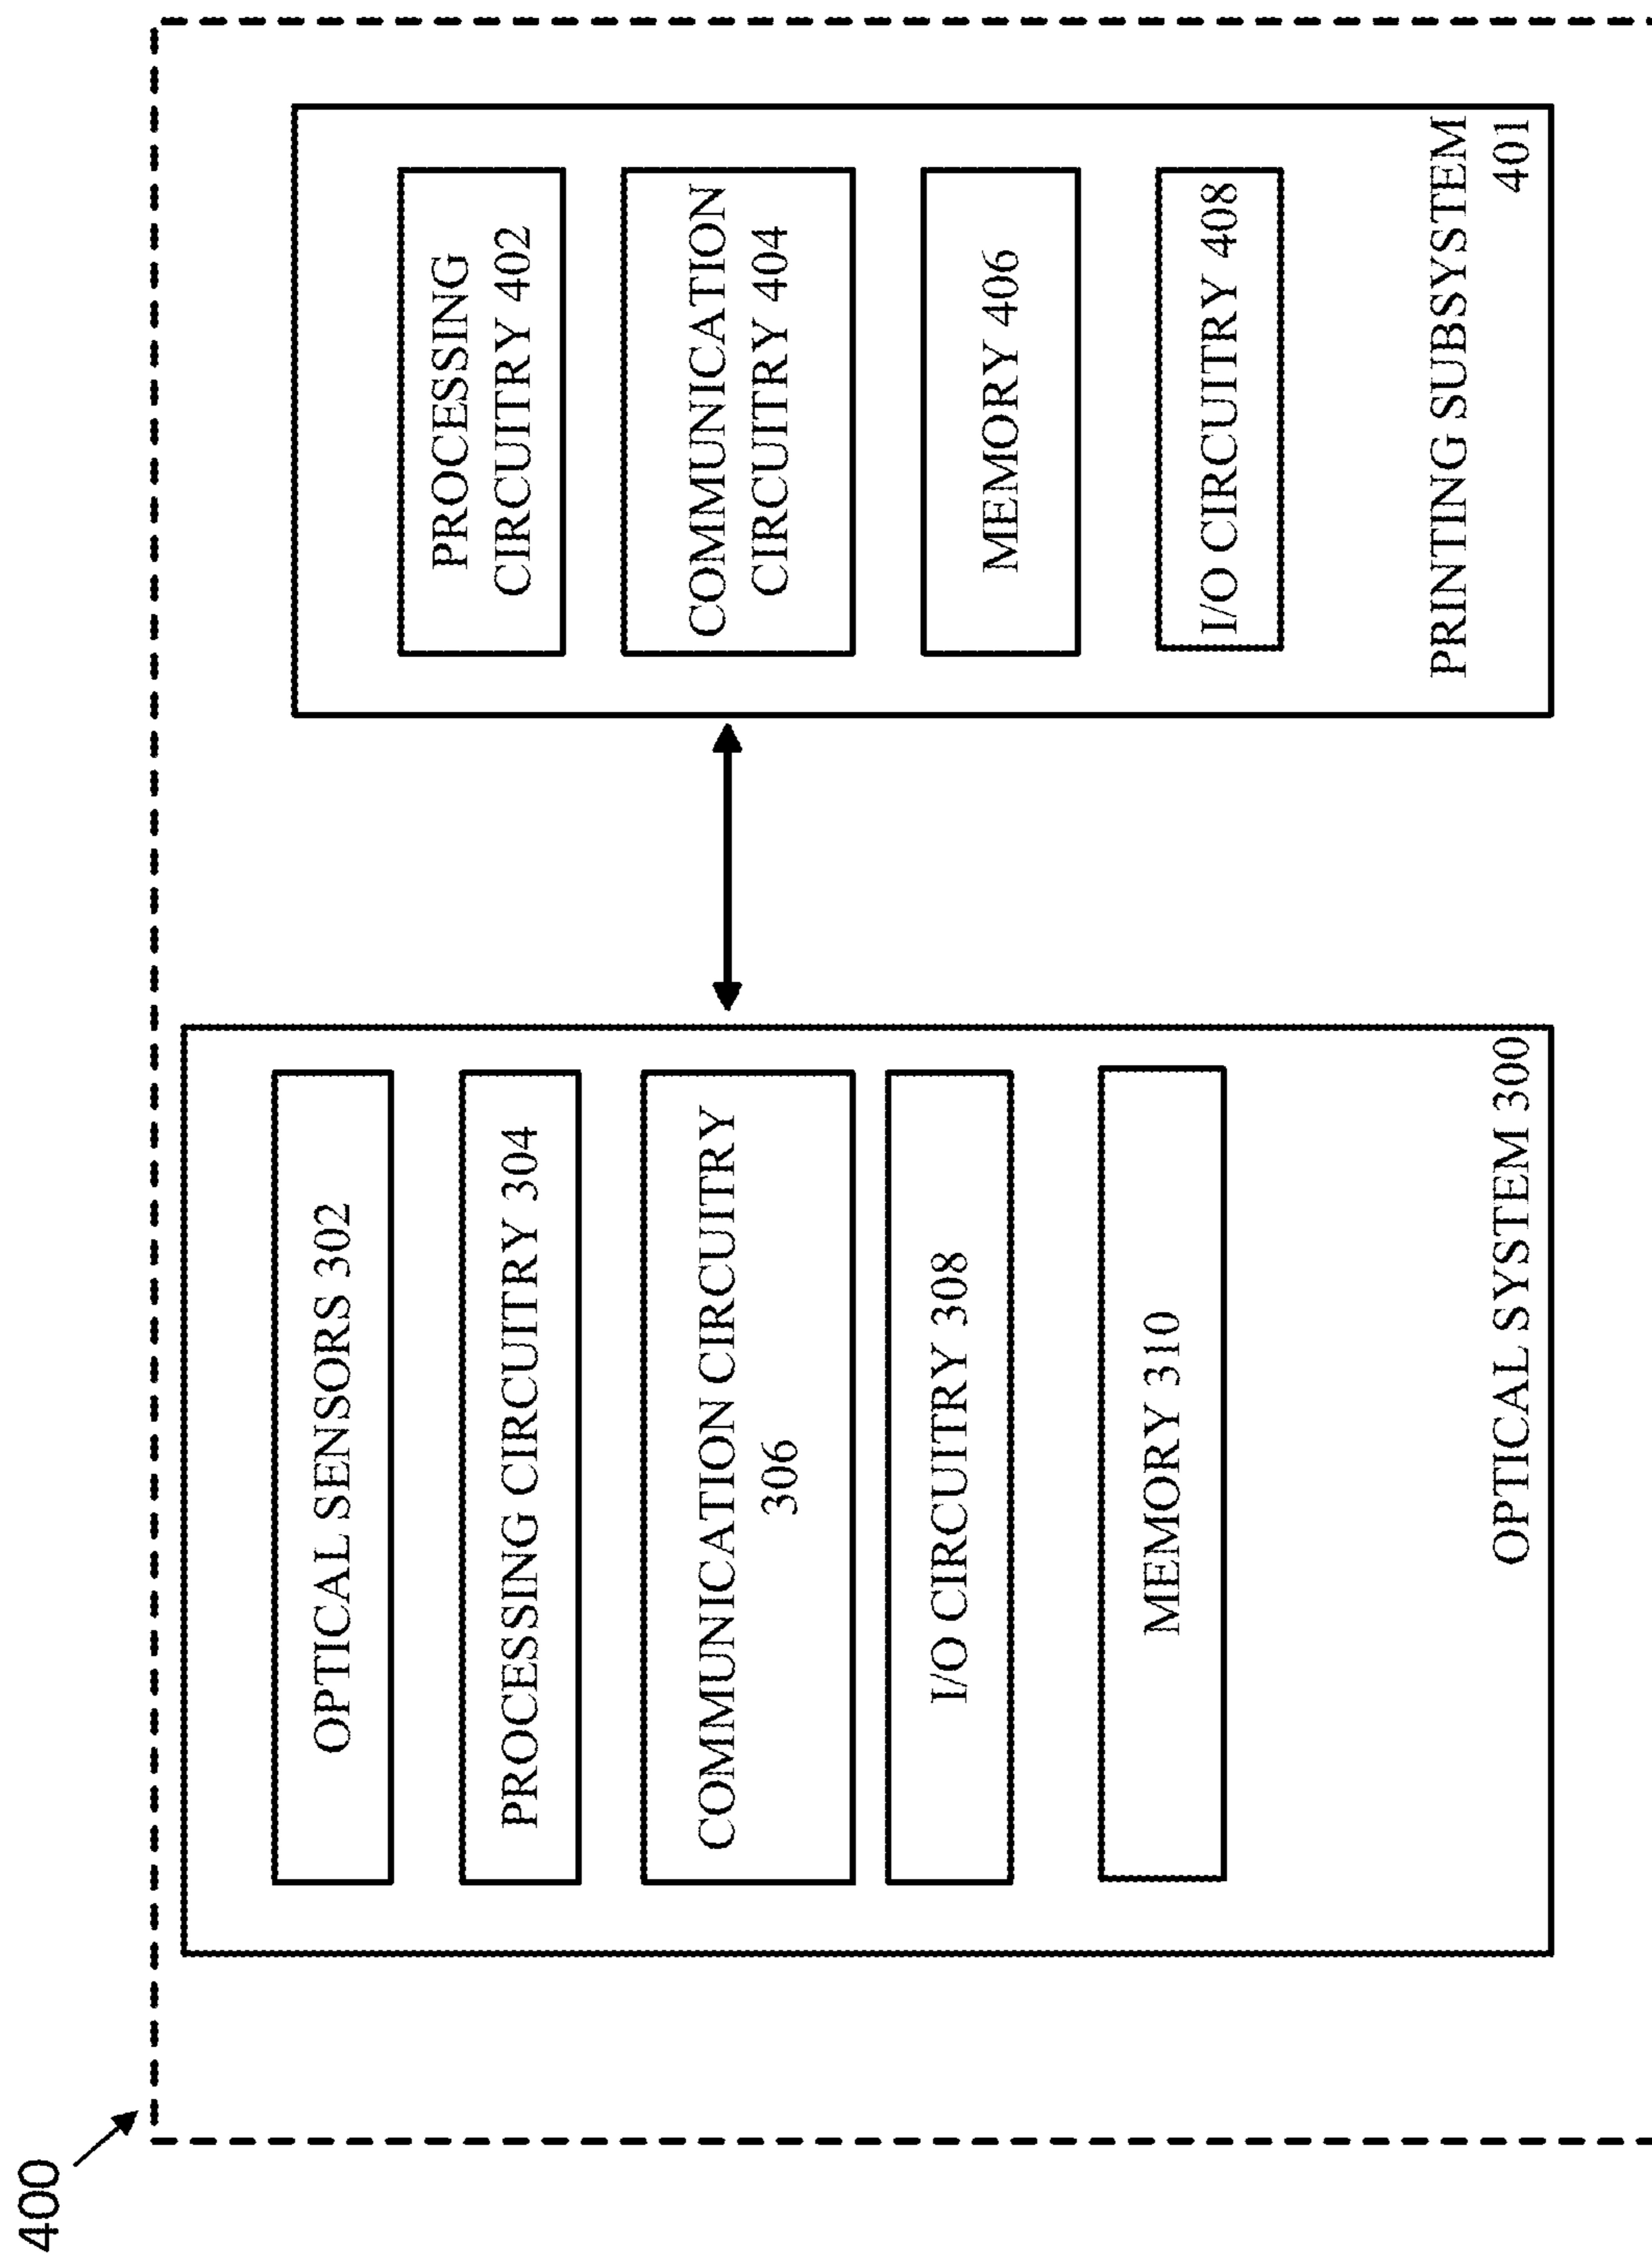 400
OPTICAL SENSORS 302
PROCESSING CIRCUITRY 304
COMMUNICATION CIRCUITRY
306
I/O CIRCUITRY 308
MEMORY 310
OPTICAL SYSTEM 300
PROCESSING
CIRCUITRY 402
COMMUNICATION
CIRCUITRY 404
MEMORY 406
I/O CIRCUITRY 408
PRINTING SUBSYSTEM
401